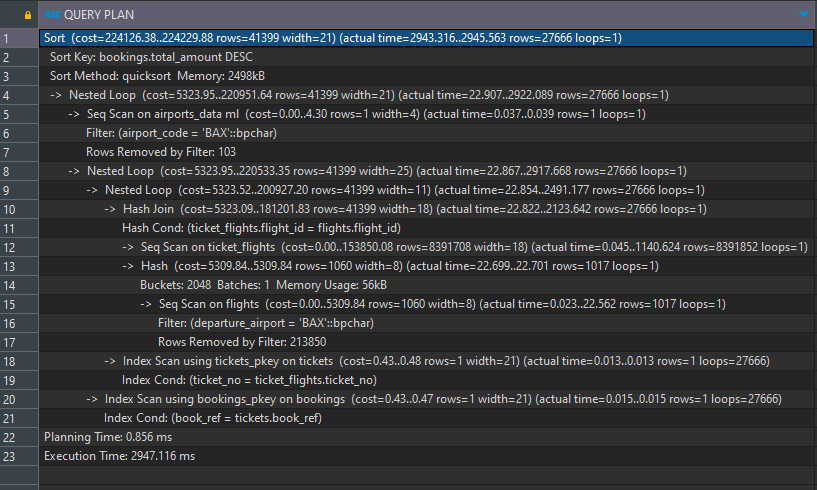 QUERY PLAN
1 Sort (cost=224126.38..224229.88 rows=41399 width=21) (actual time=2943.316..2945.563 rows=27666 loops=1)
2 Sort Key: bookings.total_amount DESC
3 Sort Method: quicksort Memory: 2498kB
4 -> Nested Loop (cost=5323.95..220951.64 rows=41399 width=21) (actual time=22.907..2922.089 rows=27666 loops=1)
5 -> Seq Scan on airports_data ml (cost=0.00..4.30 rows=1 width=4) (actual time=0.037..0.039 rows=1 loops=1)
6 Filter: (airport_code = 'BAX'::bpchar)
7 Rows Removed by Filter: 103
8 -> Nested Loop (cost=5323.95..220533.35 rows=41399 width=25) (actual time=22.867..2917.668 rows=27666 loops=1)
9 -> Nested Loop (cost=5323.52..200927.20 rows=41399 width=11) (actual time=22.854..2491.177 rows=27666 loops=1)
10 -> Hash Join (cost=5323.09..181201.83 rows=41399 width=18) (actual time=22.822..2123.642 rows=27666 loops=1)
11 Hash Cond: (ticket_flights.flight_id = flights.flight_id)
12 -> Seq Scan on ticket_flights (cost=0.00..153850.08 rows=8391708 width=18) (actual time=0.045..1140.624 rows=8391852 loops=1)
13 -> Hash (cost=5309.84..5309.84 rows=1060 width=8) (actual time=22.699..22.701 rows=1017 loops=1)
14 Buckets: 2048 Batches: 1 Memory Usage: 56kB
15 -> Seq Scan on flights (cost=0.00..5309.84 rows=1060 width=8) (actual time=0.023..22.562 rows=1017 loops=1)
16 Filter: (departure_airport = 'BAX'::bpchar)
17 Rows Removed by Filter: 213850
18 -> Index Scan using tickets_pkey on tickets (cost=0.43..0.48 rows=1 width=21) (actual time=0.013..0.013 rows=1 loops=27666)
19 Index Cond: (ticket_no = ticket_flights.ticket_no)
20 -> Index Scan using bookings_pkey on bookings (cost=0.43..0.47 rows=1 width=21) (actual time=0.015..0.015 rows=1 loops=27666)
21 Index Cond: (book_ref = tickets.book_ref)
22 Planning Time: 0.856 ms
23 Execution Time: 2947.116 ms